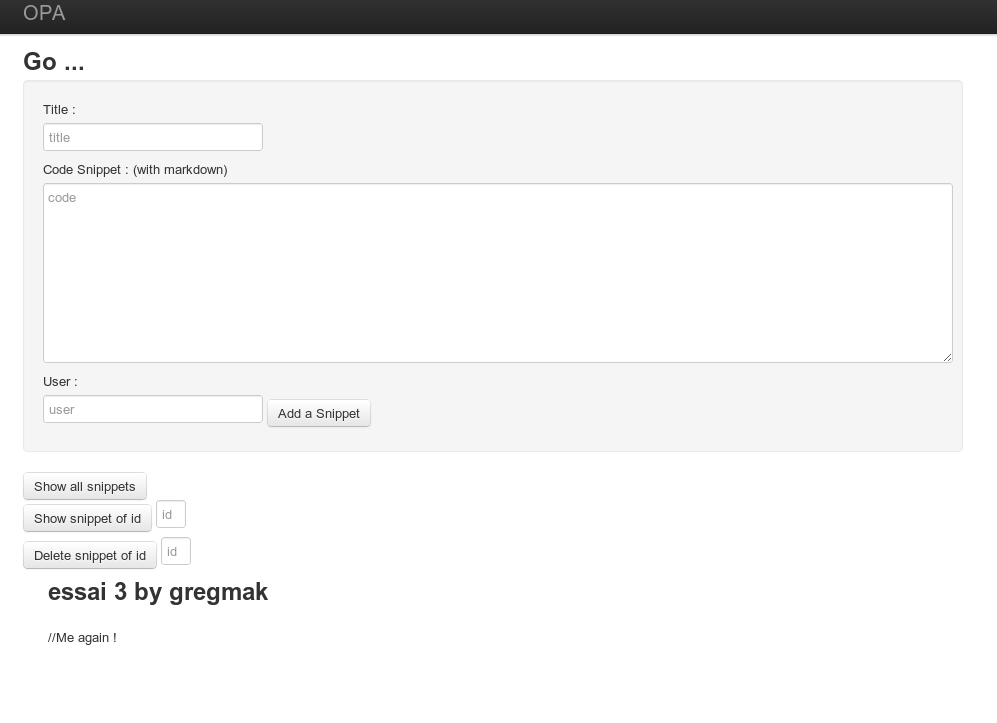 OPA
Go ...
Title :
title
Code Snippet : (with markdown)
code
User :
user
Add a Snippet
Show all snippets
Show snippet of id id
Delete snippet of id id
essai 3 by gregmak
//Me again !